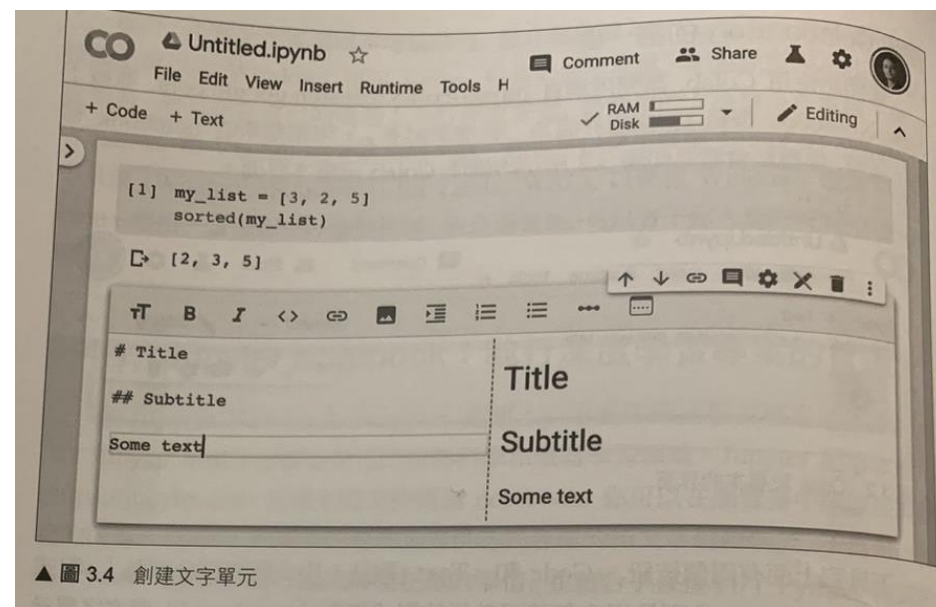 CO Untitled.ipynb Comment Share
File Edit View Insert Runtime Tools H
+ Code + Text RAM Disk Editing
[1] my_list = [3, 2, 5]
sorted(my_list)
[2, 3, 5]
TT B I <>
# Title
Title
## Subtitle
Subtitle
Some text
Some text
▲ 圖 3.4 創建文字單元